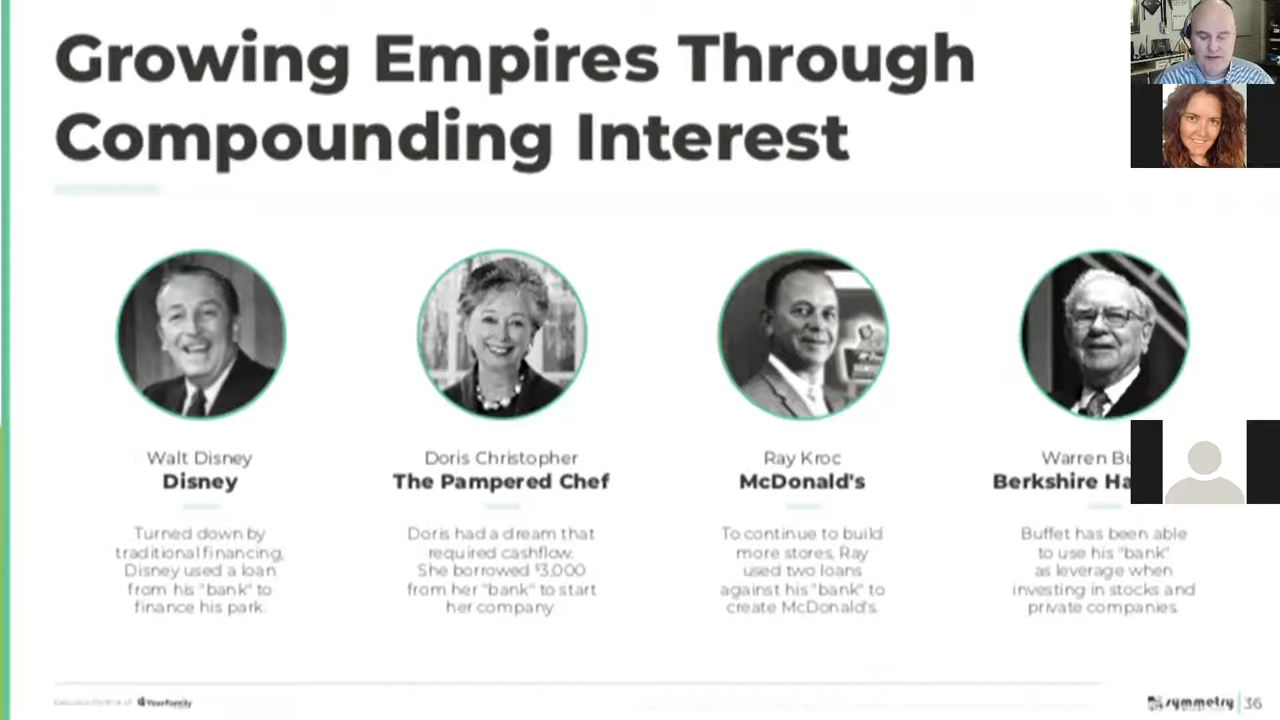 Growing Empires Through
Compounding Interest
Walt Disney
Disney
Turned down by
traditional financing,
Disney used a loan
from his "bank" to
finance his park.
Doris Christopher
The Pampered Chef
Doris had a dream that
required cashflow.
She borrowed $3,000
from her "bank" to start
her company.
Ray Kroc
McDonald's
To continue to build
more stores, Ray
used two loans
against his "bank" to
create McDonald's.
Warren Bu
Berkshire Ha
Buffet has been able
to use his "bank"
as leverage when
investing in stocks and
private companies.
YourFamily
symmetry 36